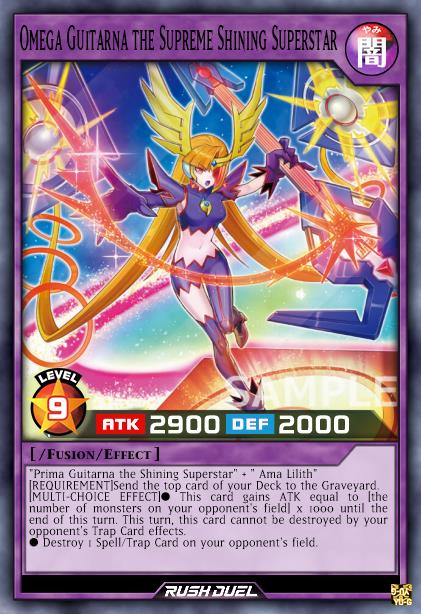 Omega Guitarna the Supreme Shining Superstar
やみ
闇
SAMPLE
LEVEL
9
ATK 2900 DEF 2000
[ /Fusion/Effect ]
"Prima Guitarna the Shining Superstar" + " Ama Lilith"
[REQUIREMENT]Send the top card of your Deck to the Graveyard.
[MULTI-CHOICE EFFECT]● This card gains ATK equal to [the
number of monsters on your opponent's field] x 1000 until the
end of this turn. This turn, this card cannot be destroyed by your
opponent's Trap Card effects.
● Destroy 1 Spell/Trap Card on your opponent's field.
RUSH DUEL